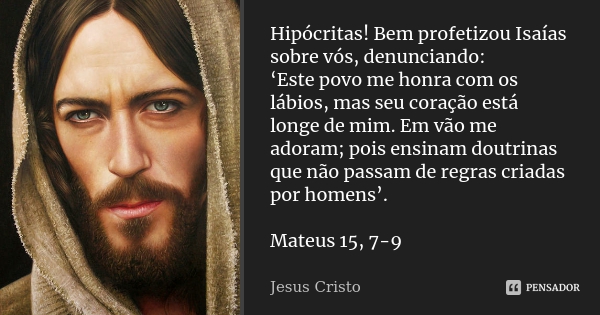 Hipócritas! Bem profetizou Isaías
sobre vós, denunciando:
‘Este povo me honra com os
lábios, mas seu coração está
longe de mim. Em vão me
adoram; pois ensinam doutrinas
que não passam de regras criadas
por homens’.
Mateus 15, 7-9
Jesus Cristo
PENSADOR